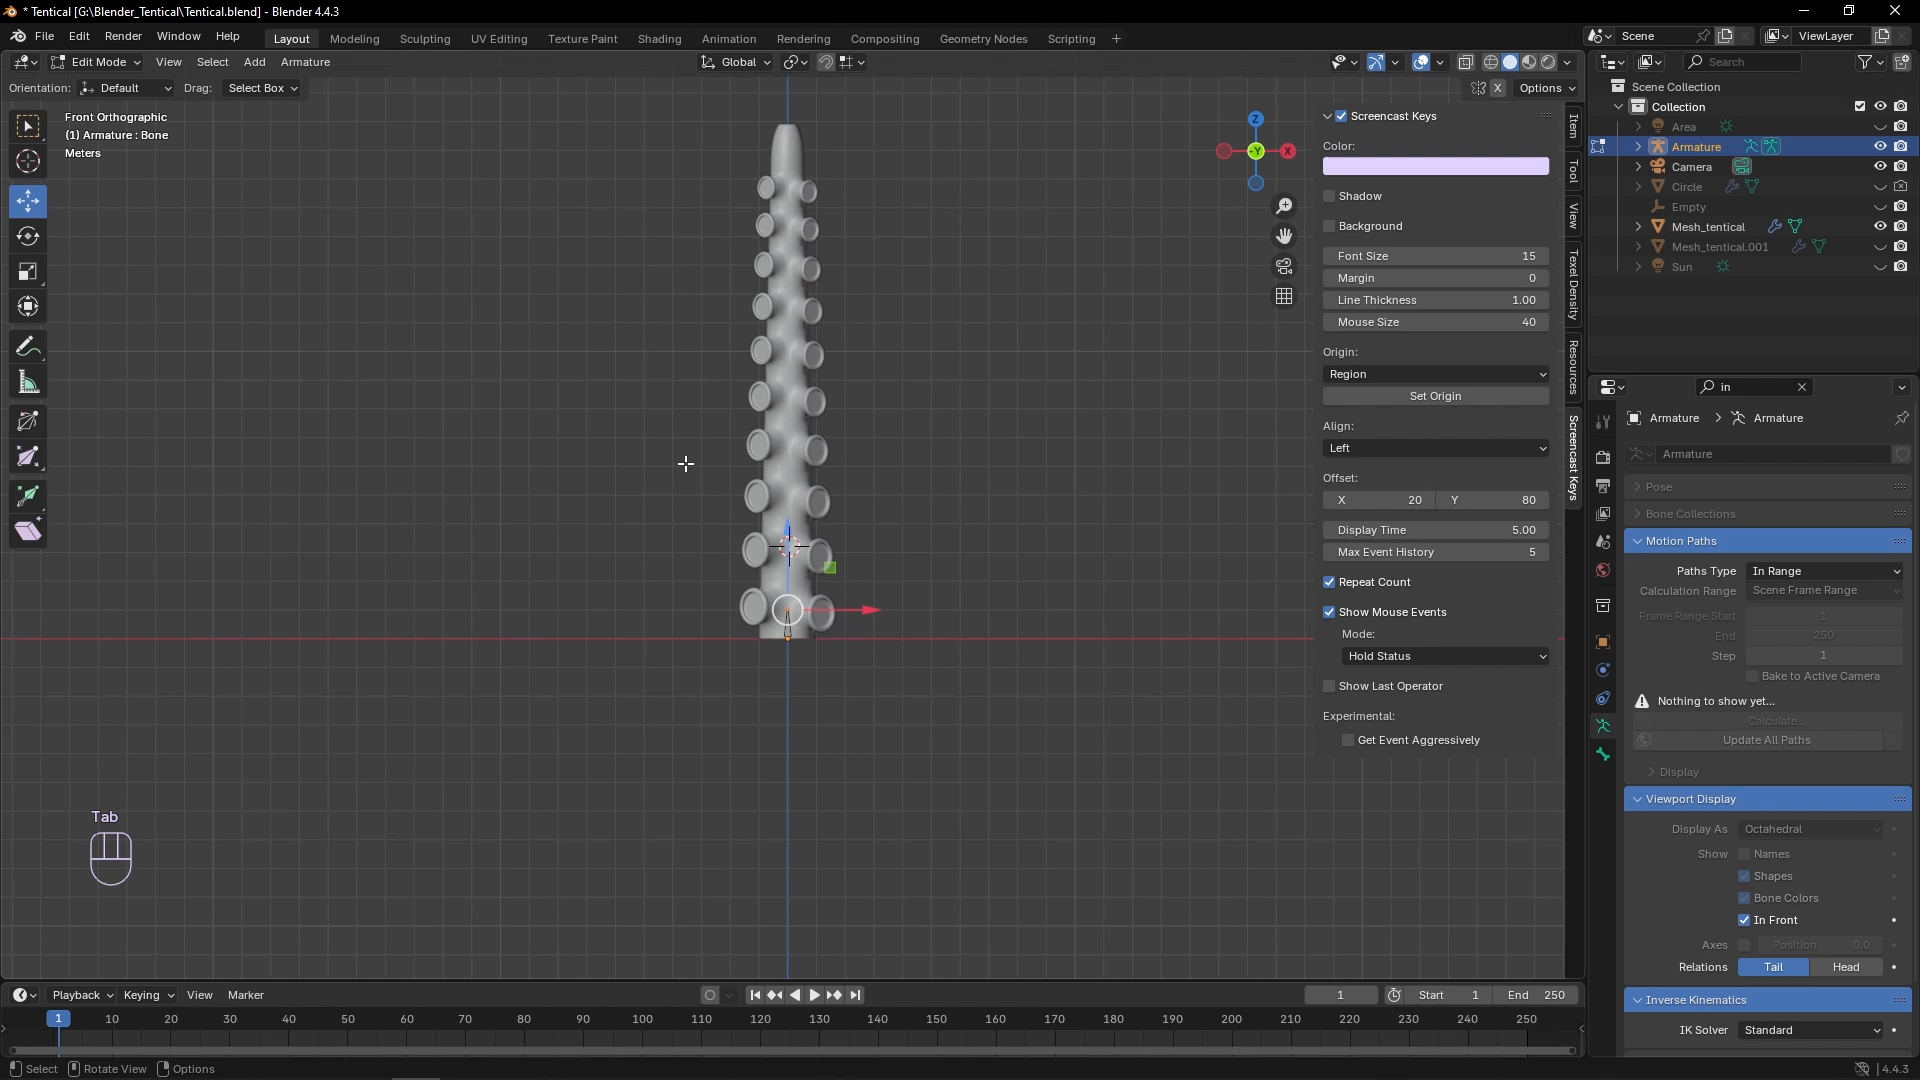 * Tentical [G:\Blender_Tentical\Tentical.blend] - Blender 4.4.3
File Edit Render Window Help Layout Modeling Sculpting UV Editing Texture Paint Shading Animation Rendering Compositing Geometry Nodes Scripting +
Scene ViewLayer
Edit Mode View Select Add Armature Global
Search
Orientation: Default Drag: Select Box X Options
Scene Collection
Collection
Area
Armature
Camera
Circle
Empty
Mesh_tentical
Mesh_tentical.001
Sun
Front Orthographic
(1) Armature : Bone
Meters
Z
-Y
X
Screencast Keys
Color:
Shadow
Background
Font Size 15
Margin 0
Line Thickness 1.00
Mouse Size 40
Origin:
Region
Set Origin
Align:
Left
Offset:
X 20 Y 80
Display Time 5.00
Max Event History 5
Repeat Count
Show Mouse Events
Mode:
Hold Status
Show Last Operator
Experimental:
Get Event Aggressively
Item
Tool
View
Texel Density
Resources
Screencast Keys
in
Armature Armature
Armature
Pose
Bone Collections
Motion Paths
Paths Type In Range
Calculation Range Scene Frame Range
Frame Range Start 1
End 250
Step 1
Bake to Active Camera
Nothing to show yet...
Calculate...
Update All Paths
Display
Viewport Display
Display As Octahedral
Show Names
Shapes
Bone Colors
In Front
Axes Position 0.0
Relations Tail Head
Inverse Kinematics
IK Solver Standard
Tab
Playback Keying View Marker 1 Start 1 End 250
1 10 20 30 40 50 60 70 80 90 100 110 120 130 140 150 160 170 180 190 200 210 220 230 240 250
Select Rotate View Options 4.4.3